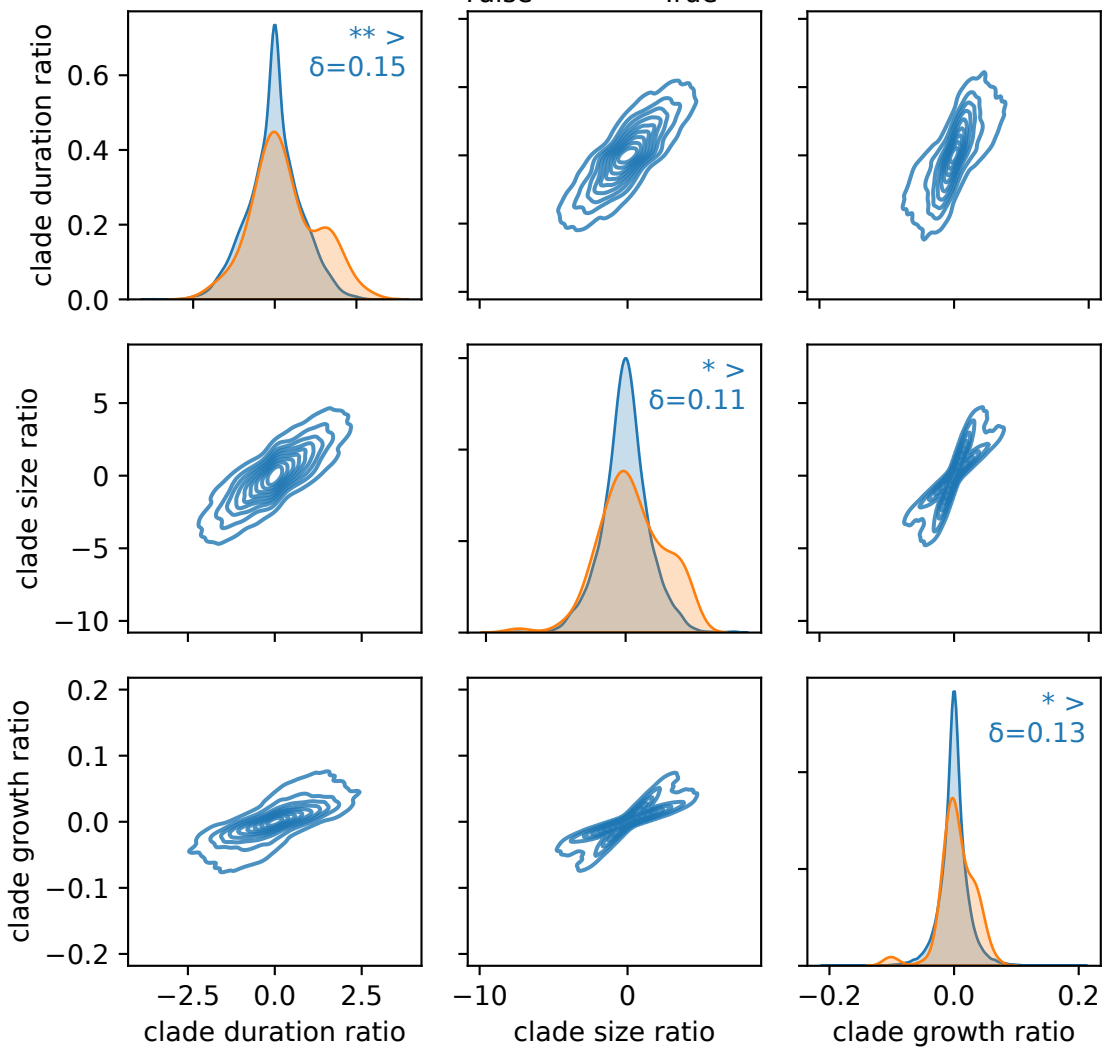 clade duration ratio
0.6
0.4
0.2
0.0
** >
δ=0.15
clade size ratio
5
0
−5
−10
* >
δ=0.11
clade growth ratio
0.2
0.1
0.0
−0.1
−0.2
* >
δ=0.13
−2.5 0.0 2.5
−10 0
−0.2 0.0 0.2
clade duration ratio
clade size ratio
clade growth ratio